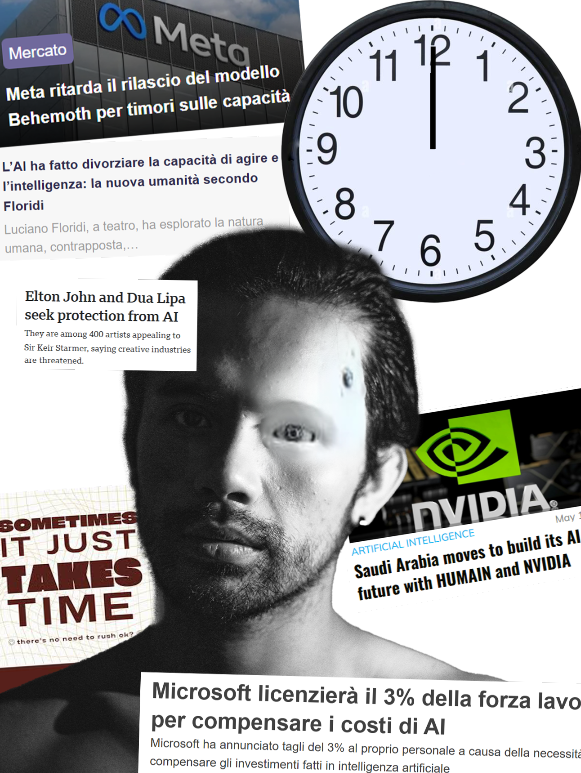 Meta
Mercato
Meta ritarda il rilascio del modello
Behemoth per timori sulle capacità
12
1
2
3
4
5
6
7
8
9
10
11
L'AI ha fatto divorziare la capacità di agire e
l'intelligenza: la nuova umanità secondo
Floridi
Luciano Floridi, a teatro, ha esplorato la natura
umana, contrapposta,…
Elton John and Dua Lipa
seek protection from AI
They are among 400 artists appealing to
Sir Keir Starmer, saying creative industries
are threatened.
NVIDIA.
May
ARTIFICIAL INTELLIGENCE
Saudi Arabia moves to build its AI
future with HUMAIN and NVIDIA
SOMETIMES
IT JUST
TAKES
TIME
there's no need to rush ok?
Microsoft licenzierà il 3% della forza lavo
per compensare i costi di AI
Microsoft ha annunciato tagli del 3% al proprio personale a causa della necessità
compensare gli investimenti fatti in intelligenza artificiale